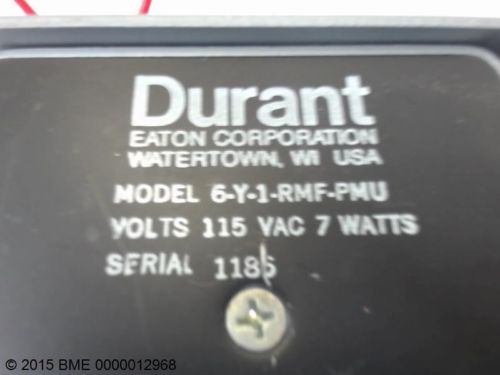 Durant
EATON CORPORATION
WATERTOWN, WI USA
MODEL 6-Y-1-RMF-PMU
VOLTS 115 VAC 7 WATTS
SERIAL 1185
© 2015 BME 0000012968